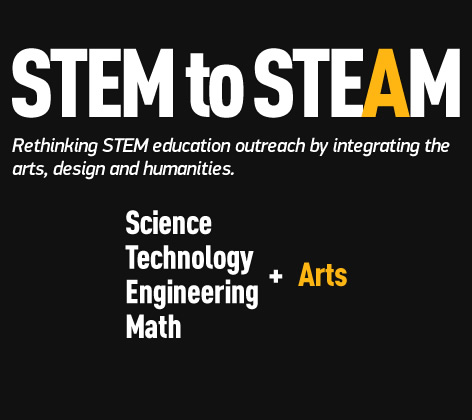 STEM to STEAM
Rethinking STEM education outreach by integrating the
arts, design and humanities.
Science
Technology
Engineering
Math
+ Arts